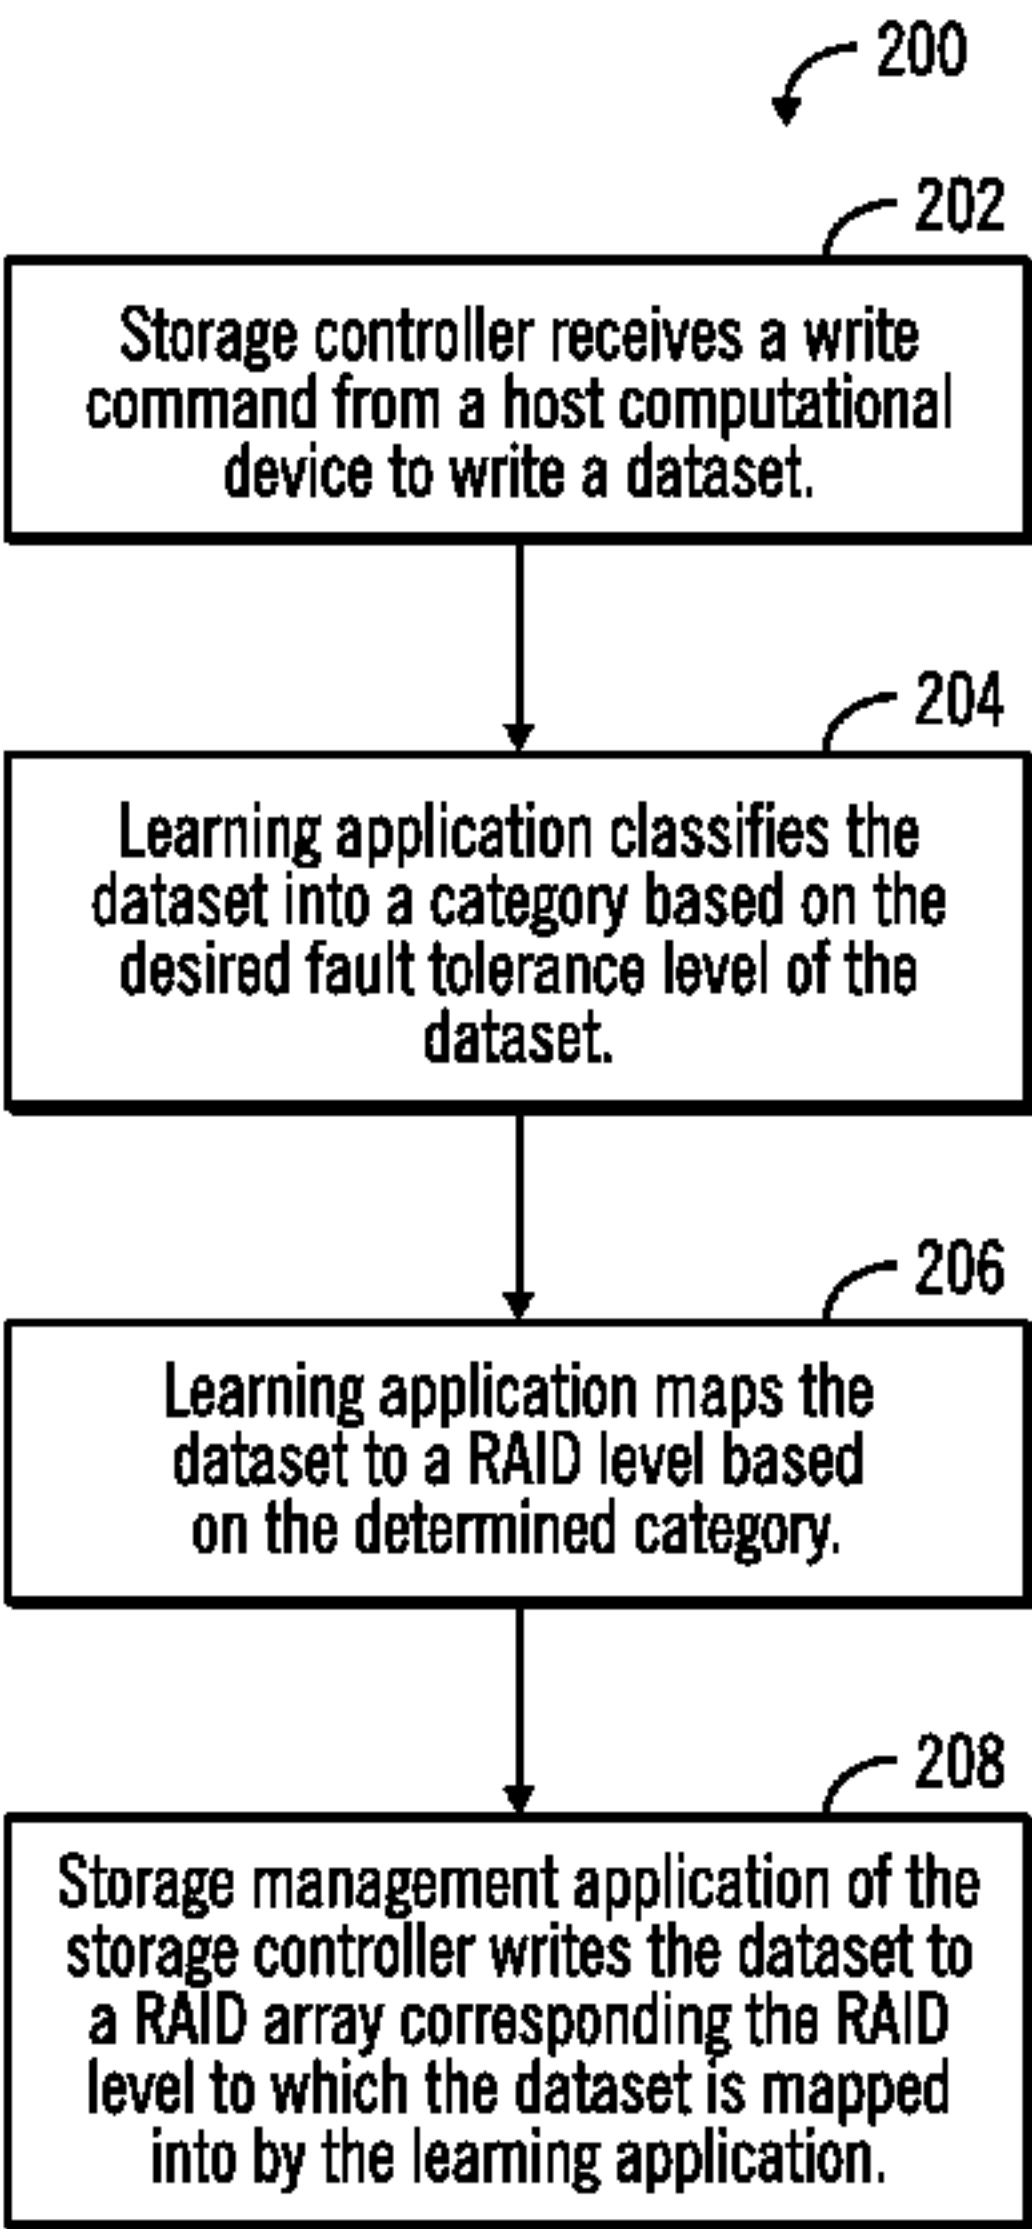 200
202
Storage controller receives a write
command from a host computational
device to write a dataset.
204
Learning application classifies the
dataset into a category based on the
desired fault tolerance level of the
dataset.
206
Learning application maps the
dataset to a RAID level based
on the determined category.
208
Storage management application of the
storage controller writes the dataset to
a RAID array corresponding the RAID
level to which the dataset is mapped
into by the learning application.